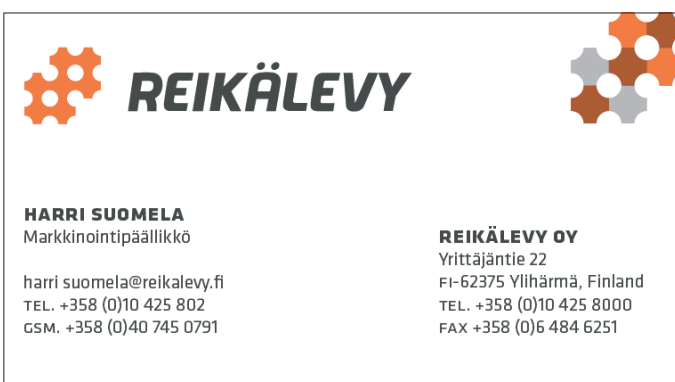 REIKÄLEVY
HARRI SUOMELA
Markkinointipäällikkö
harri suomela@reikalevy.fi
TEL. +358 (0)10 425 802
GSM. +358 (0)40 745 0791
REIKÄLEVY OY
Yrittäjäntie 22
FI-62375 Ylihärmä, Finland
TEL. +358 (0)10 425 8000
FAX +358 (0)6 484 6251